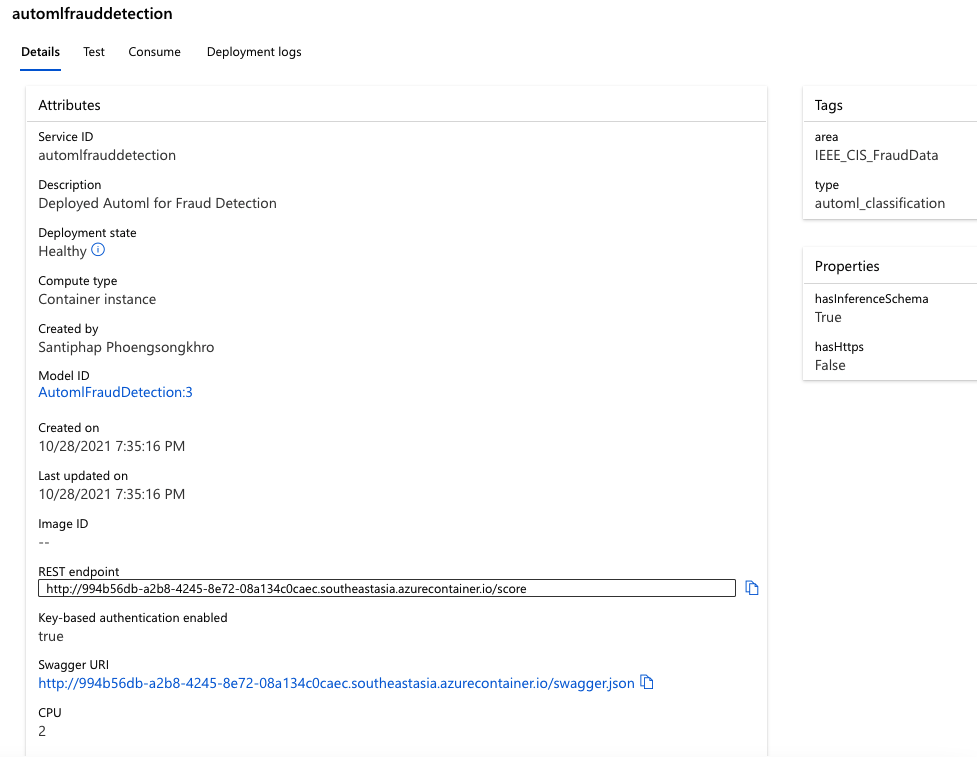 automlfrauddetection
Details Test Consume Deployment logs
Attributes
Service ID
automlfrauddetection
Description
Deployed Automl for Fraud Detection
Deployment state
Healthy
Compute type
Container instance
Created by
Santiphap Phoengsongkhro
Model ID
AutomlFraudDetection:3
Created on
10/28/2021 7:35:16 PM
Last updated on
10/28/2021 7:35:16 PM
Image ID
--
REST endpoint
http://994b56db-a2b8-4245-8e72-08a134c0caec.southeastasia.azurecontainer.io/score
Key-based authentication enabled
true
Swagger URI
http://994b56db-a2b8-4245-8e72-08a134c0caec.southeastasia.azurecontainer.io/swagger.json
CPU
2
Tags
area
IEEE_CIS_FraudData
type
automl_classification
Properties
hasInferenceSchema
True
hasHttps
False